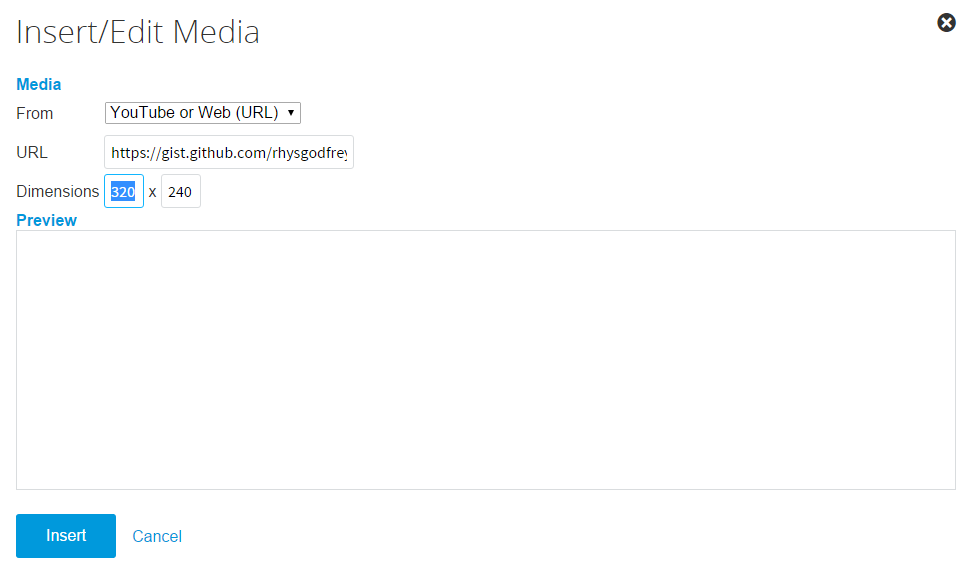 Insert/Edit Media
Media
From YouTube or Web (URL)
URL https://gist.github.com/rhysgodfrey
Dimensions 320 x 240
Preview
Insert Cancel